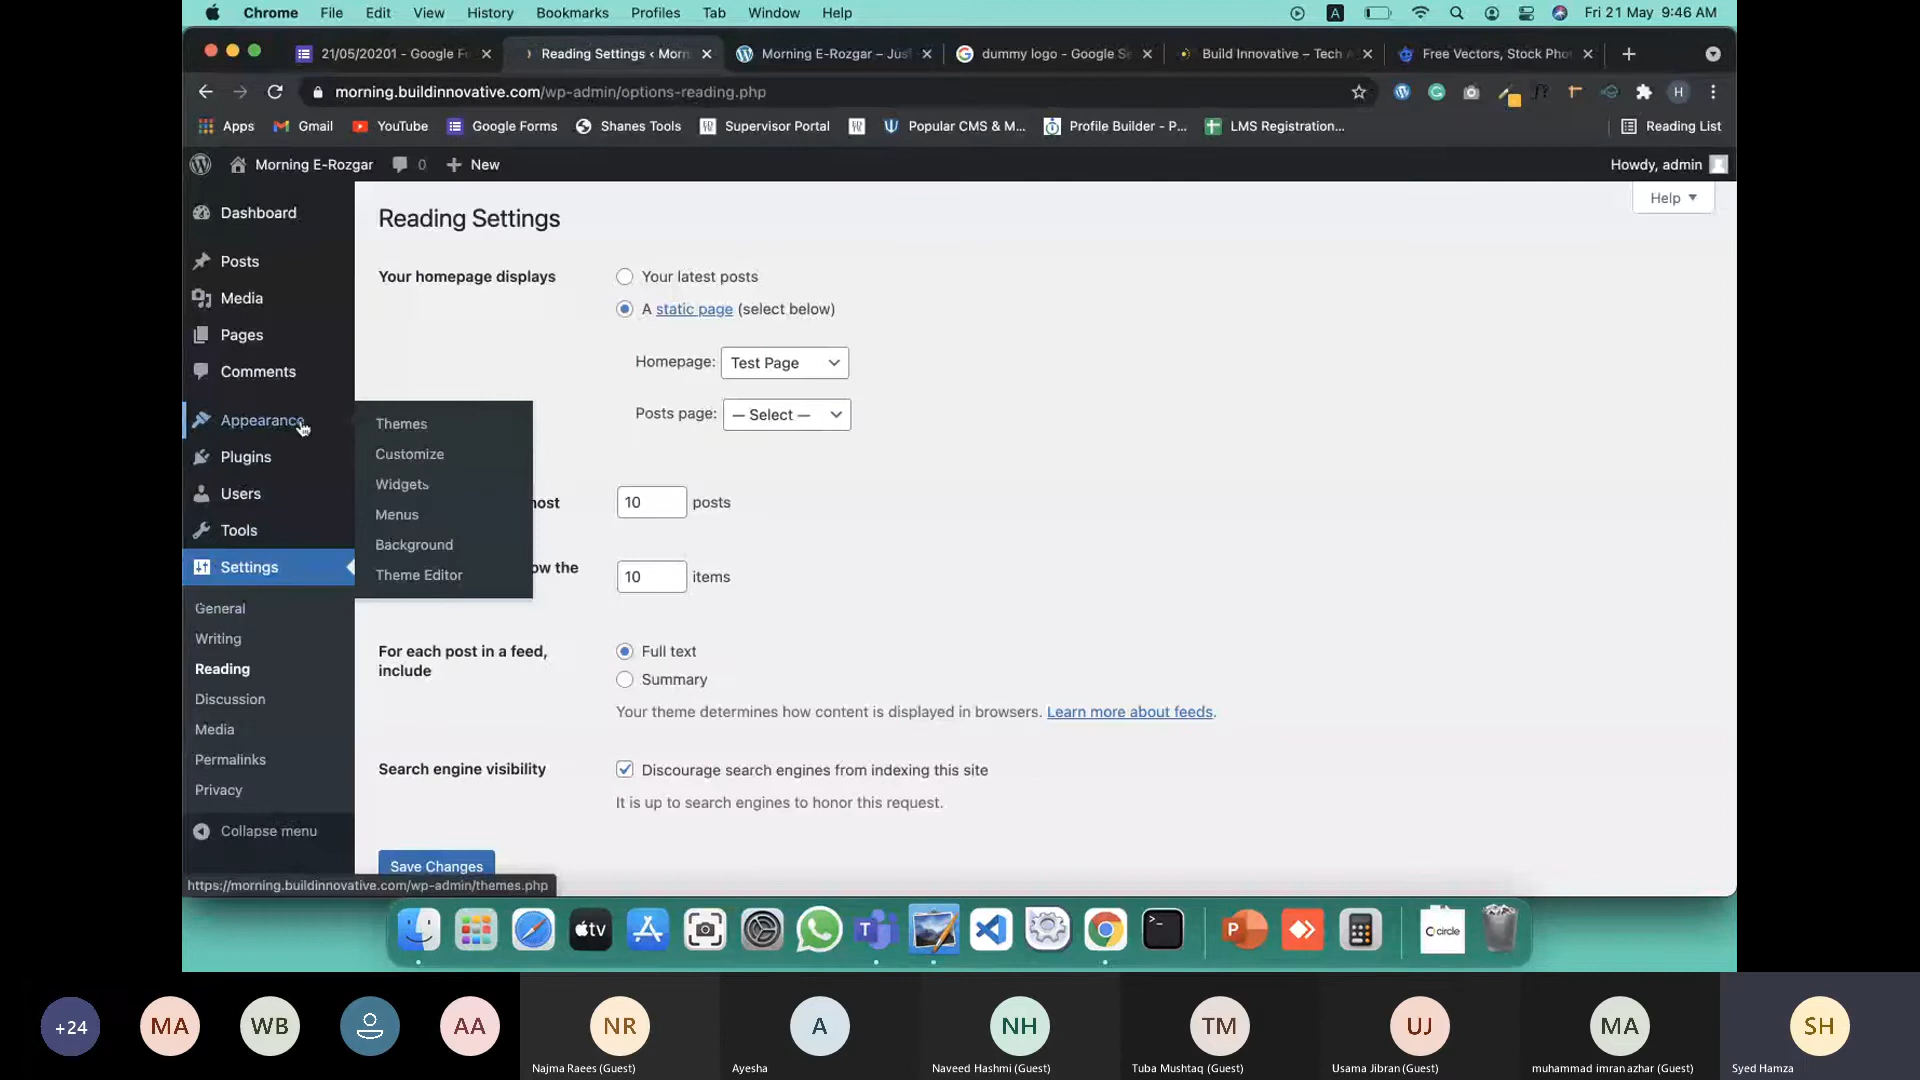 Chrome File Edit View History Bookmarks Profiles Tab Window Help A Fri 21 May 9:46 AM
21/05/20201 - Google F Reading Settings ‹ Morn Morning E-Rozgar – Jus dummy logo - Google S Build Innovative – Tech Free Vectors, Stock Pho
morning.buildinnovative.com/wp-admin/options-reading.php H
Apps Gmail YouTube Google Forms Shanes Tools Supervisor Portal Popular CMS & M... Profile Builder - P... LMS Registration... Reading List
Morning E-Rozgar 0 New Howdy, admin
Help
Dashboard
Posts
Media
Pages
Comments
Appearance
Plugins
Users
Tools
Settings
General
Writing
Reading
Discussion
Media
Permalinks
Privacy
Collapse menu
Themes
Customize
Widgets
Menus
Background
Theme Editor
Reading Settings
Your homepage displays Your latest posts
A static page (select below)
Homepage: Test Page
Posts page: — Select —
ost 10 posts
ow the 10 items
For each post in a feed, include Full text
Summary
Your theme determines how content is displayed in browsers. Learn more about feeds.
Search engine visibility Discourage search engines from indexing this site
It is up to search engines to honor this request.
Save Changes
https://morning.buildinnovative.com/wp-admin/themes.php
tv T P circle
+24 MA WB AA NR A NH TM UJ MA SH
Najma Raees (Guest) Ayesha Naveed Hashmi (Guest) Tuba Mushtaq (Guest) Usama Jibran (Guest) muhammad imran azhar (Guest) Syed Hamza